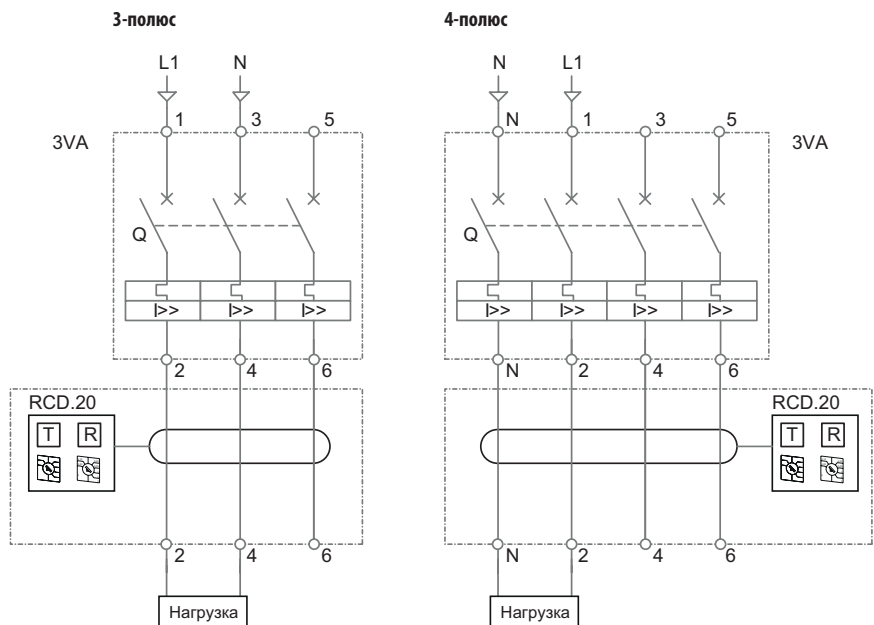 3-полюс
4-полюс
L1 N
N L1
1 3 5
N 1 3 5
3VA
3VA
Q
Q
I>> I>> I>>
I>> I>> I>> I>>
2 4 6
N 2 4 6
RCD.20
T R
RCD.20
T R
2 4 6
N 2 4 6
Нагрузка
Нагрузка